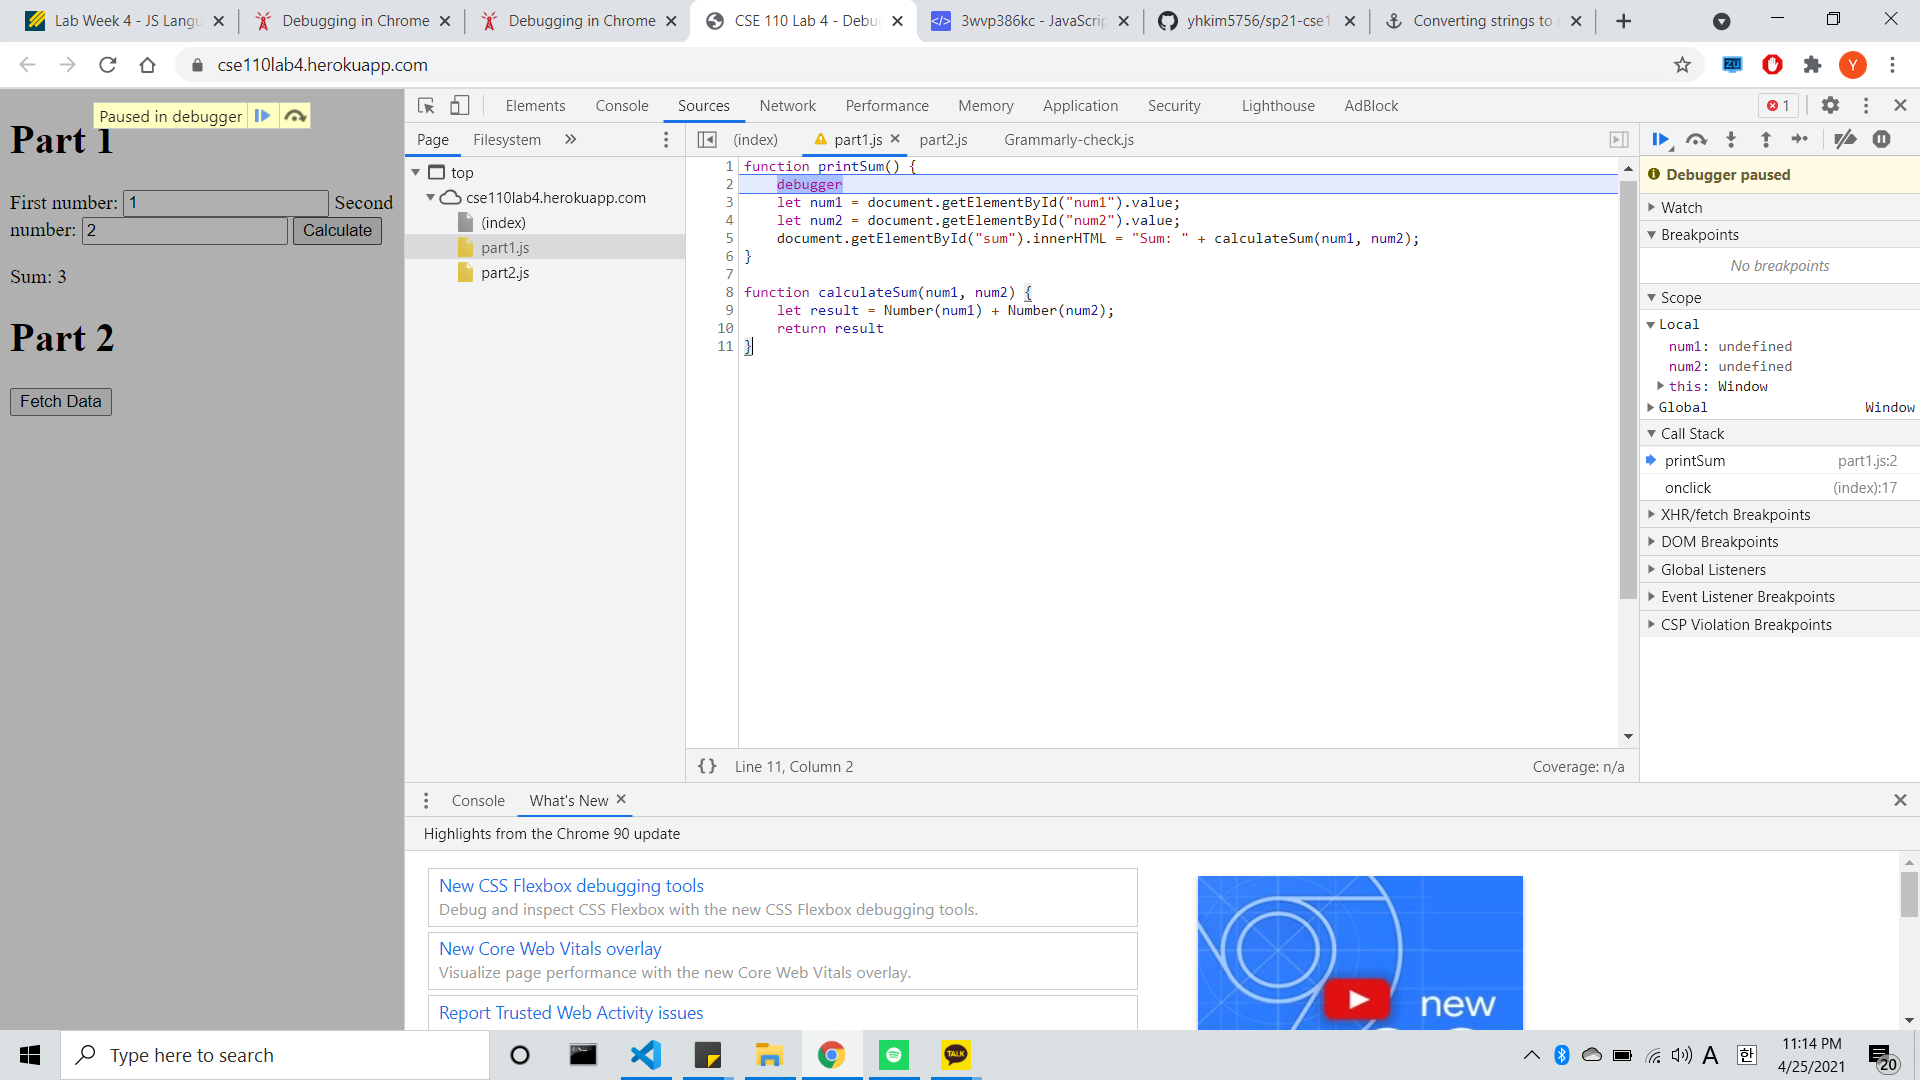 Lab Week 4 - JS Langu
Debugging in Chrome
Debugging in Chrome
CSE 110 Lab 4 - Debu
3wvp386kc - JavaScrip
yhkim5756/sp21-cse1
Converting strings to
cse110lab4.herokuapp.com
ZU
Y
Paused in debugger
Part 1
First number: 1 Second
number: 2 Calculate
Sum: 3
Part 2
Fetch Data
Elements Console Sources Network Performance Memory Application Security Lighthouse AdBlock
1
Page Filesystem
top
cse110lab4.herokuapp.com
(index)
part1.js
part2.js
(index) part1.js part2.js Grammarly-check.js
1 function printSum() {
2 debugger
3 let num1 = document.getElementById("num1").value;
4 let num2 = document.getElementById("num2").value;
5 document.getElementById("sum").innerHTML = "Sum: " + calculateSum(num1, num2);
6 }
7
8 function calculateSum(num1, num2) {
9 let result = Number(num1) + Number(num2);
10 return result
11 }
{} Line 11, Column 2
Coverage: n/a
Debugger paused
Watch
Breakpoints
No breakpoints
Scope
Local
num1: undefined
num2: undefined
this: Window
Global Window
Call Stack
printSum part1.js:2
onclick (index):17
XHR/fetch Breakpoints
DOM Breakpoints
Global Listeners
Event Listener Breakpoints
CSP Violation Breakpoints
Console What's New
Highlights from the Chrome 90 update
New CSS Flexbox debugging tools
Debug and inspect CSS Flexbox with the new CSS Flexbox debugging tools.
New Core Web Vitals overlay
Visualize page performance with the new Core Web Vitals overlay.
Report Trusted Web Activity issues
new
Type here to search
TALK
A
한
11:14 PM
4/25/2021
20